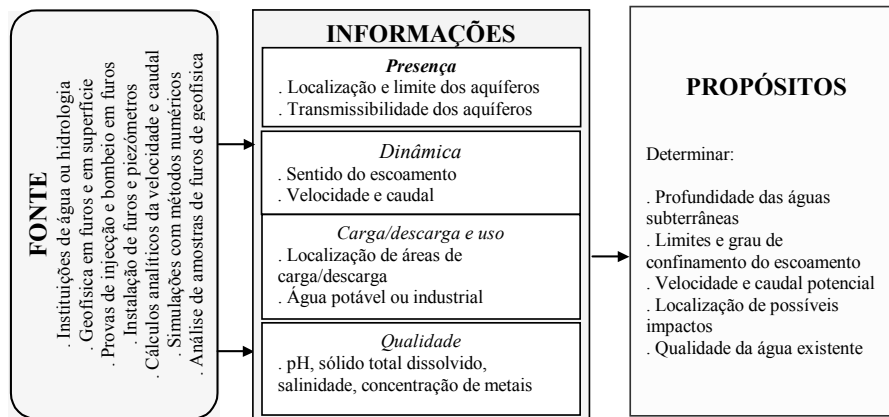 FONTE
. Instituições de água ou hidrologia
. Geofísica em furos e em superfície
. Provas de injecção e bombeio em furos
. Instalação de furos e piezómetros
. Cálculos analíticos da velocidade e caudal
. Simulações com métodos numéricos
. Análise de amostras de furos de geofísica
INFORMAÇÕES
Presença
. Localização e limite dos aquíferos
. Transmissibilidade dos aquíferos
Dinâmica
. Sentido do escoamento
. Velocidade e caudal
Carga/descarga e uso
. Localização de áreas de
carga/descarga
. Água potável ou industrial
Qualidade
. pH, sólido total dissolvido,
salinidade, concentração de metais
PROPÓSITOS
Determinar:
. Profundidade das águas
subterrâneas
. Limites e grau de
confinamento do escoamento
. Velocidade e caudal potencial
. Localização de possíveis
impactos
. Qualidade da água existente